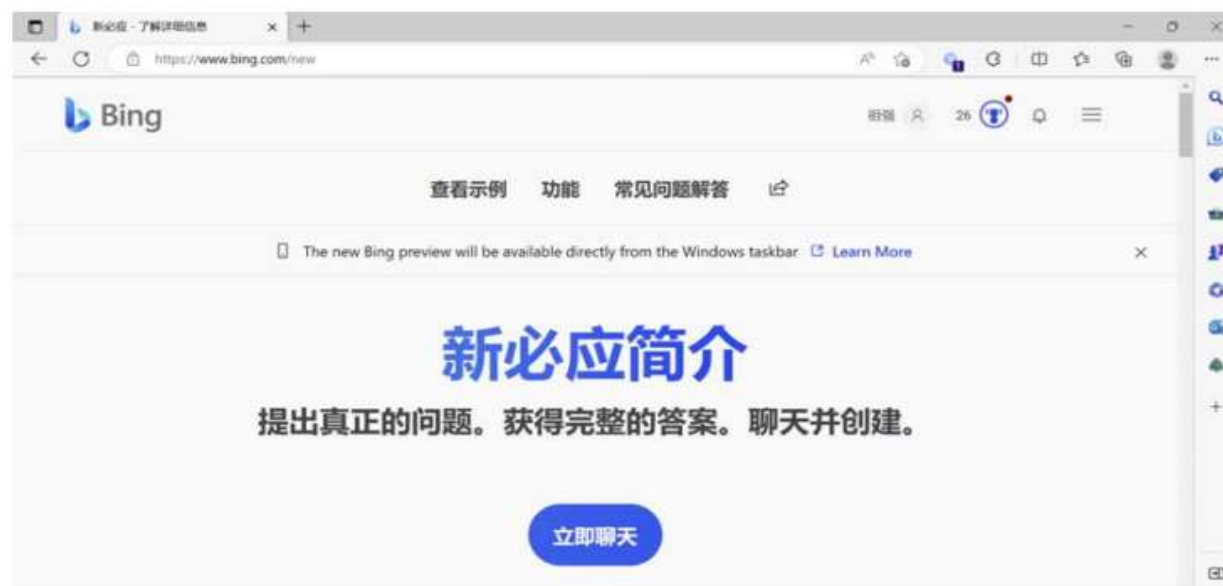 新必应 - 了解详细信息
https://www.bing.com/new
Bing
26
查看示例 功能 常见问题解答
The new Bing preview will be available directly from the Windows taskbar Learn More
新必应简介
提出真正的问题。获得完整的答案。聊天并创建。
立即聊天